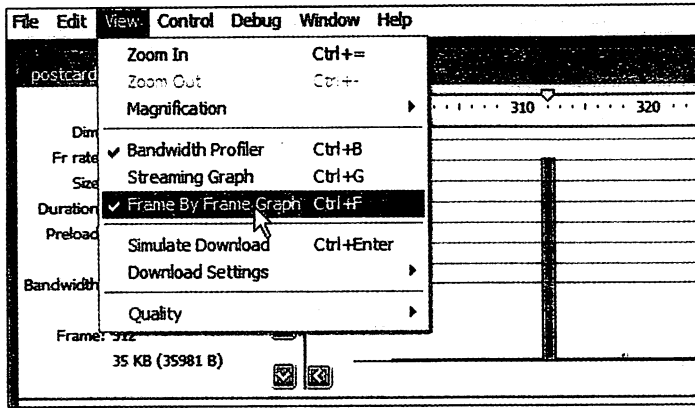 File Edit View Control Debug Window Help
postcard
Zoom In Ctrl+=
Zoom Out Ctrl+-
Magnification
310 320
Dim
Bandwidth Profiler Ctrl+B
Fr rate
Streaming Graph Ctrl+G
Size
Frame By Frame Graph Ctrl+F
Duration
Preload
Simulate Download Ctrl+Enter
Download Settings
Bandwidth
Quality
Frame: 312
35 KB (35981 B)